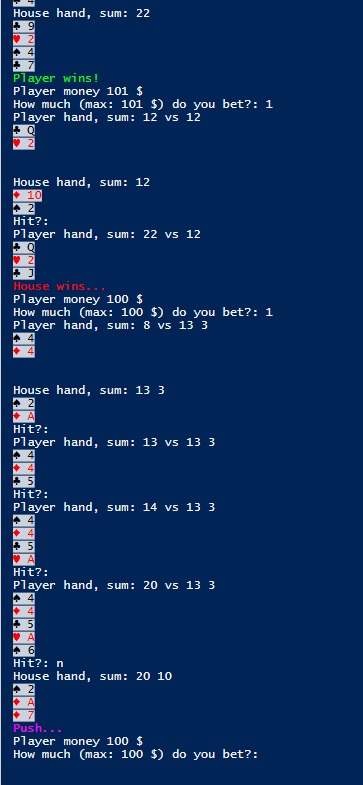 ♠ 4
House hand, sum: 22
♣ 9
♥ 2
♠ 4
♣ 7
Player wins!
Player money 101 $
How much (max: 101 $) do you bet?: 1
Player hand, sum: 12 vs 12
♣ Q
♥ 2
House hand, sum: 12
♦ 10
♠ 2
Hit?:
Player hand, sum: 22 vs 12
♣ Q
♥ 2
♣ J
House wins...
Player money 100 $
How much (max: 100 $) do you bet?: 1
Player hand, sum: 8 vs 13 3
♠ 4
♦ 4
House hand, sum: 13 3
♠ 2
♦ A
Hit?:
Player hand, sum: 13 vs 13 3
♠ 4
♦ 4
♣ 5
Hit?:
Player hand, sum: 14 vs 13 3
♠ 4
♦ 4
♣ 5
♥ A
Hit?:
Player hand, sum: 20 vs 13 3
♠ 4
♦ 4
♣ 5
♥ A
♠ 6
Hit?: n
House hand, sum: 20 10
♠ 2
♦ A
♦ 7
Push...
Player money 100 $
How much (max: 100 $) do you bet?: